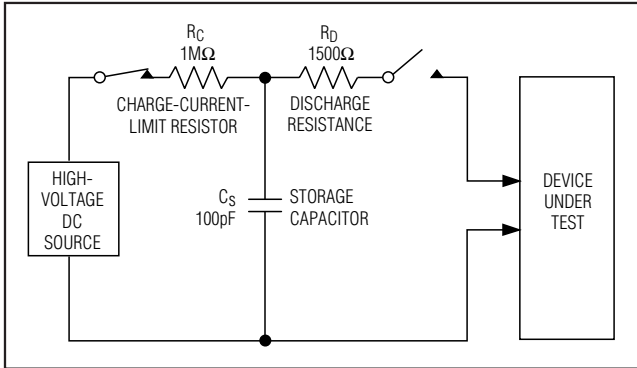 R_C
1MΩ
CHARGE-CURRENT-
LIMIT RESISTOR
R_D
1500Ω
DISCHARGE
RESISTANCE
HIGH-
VOLTAGE
DC
SOURCE
C_S
100pF
STORAGE
CAPACITOR
DEVICE
UNDER
TEST